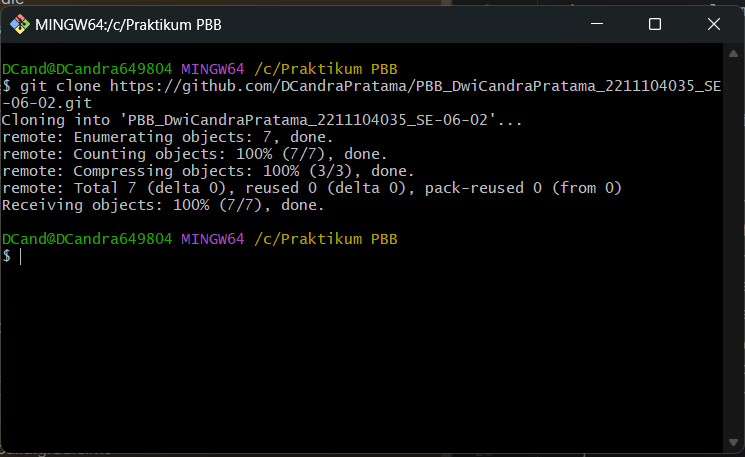 MINGW64:/c/Praktikum PBB
DCand@DCandra649804 MINGW64 /c/Praktikum PBB
$ git clone https://github.com/DCandraPratama/PBB_DwiCandraPratama_2211104035_SE
-06-02.git
Cloning into 'PBB_DwiCandraPratama_2211104035_SE-06-02'...
remote: Enumerating objects: 7, done.
remote: Counting objects: 100% (7/7), done.
remote: Compressing objects: 100% (3/3), done.
remote: Total 7 (delta 0), reused 0 (delta 0), pack-reused 0 (from 0)
Receiving objects: 100% (7/7), done.
DCand@DCandra649804 MINGW64 /c/Praktikum PBB
$